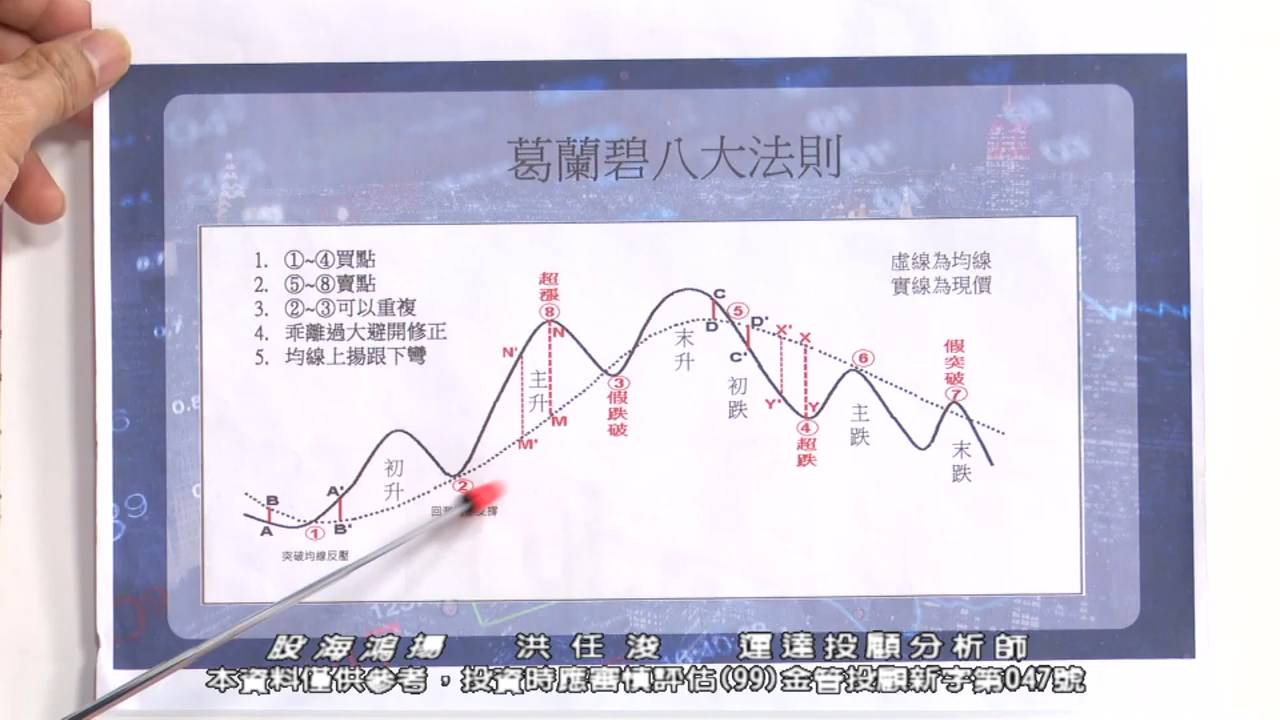 葛蘭碧八大法則
1. ①~④買點
2. ⑤~⑧賣點
3. ②~③可以重複
4. 乖離過大避開修正
5. 均線上揚跟下彎
虛線為均線
實線為現價
超漲
⑧
N
N'
主升
M
M'
③
假跌破
末升
C
D
⑤
D'
C'
初跌
X'
X
Y'
Y
④
超跌
⑥
主跌
假突破
⑦
末跌
初升
②
B
A
A'
①
B'
突破均線反壓
股海鴻揚 洪任浚 運達投顧分析師
本資料僅供參考,投資時應審慎評估(99)金管投顧新字第047號